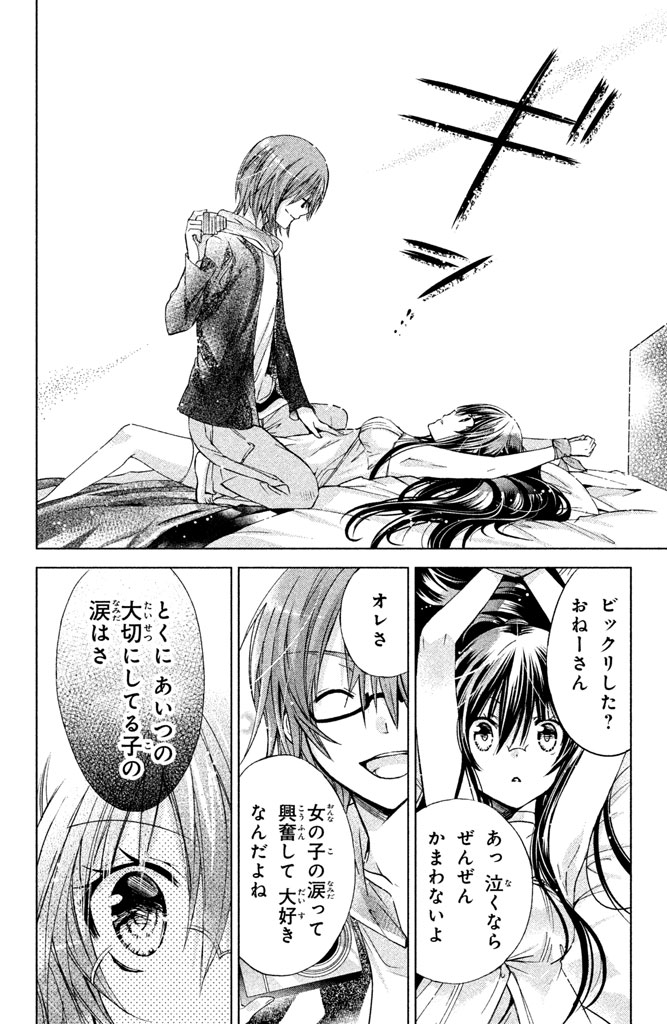 ギシ
ビックリした？
おねーさん
あっ 泣くなら
ぜんぜん
かまわないよ
オレさ
女の子の涙って
興奮して 大好き
なんだよね
とくに あいつの
大切にしてる子の
涙はさ